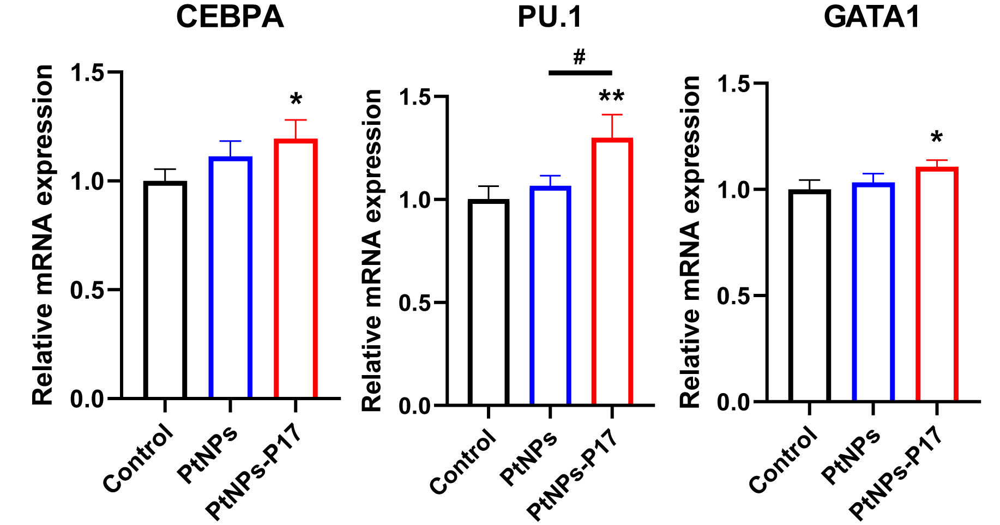 CEBPA
Relative mRNA expression
1.5
*
1.0
0.5
0.0
Control
PtNPs
PtNPs-P17
PU.1
#
Relative mRNA expression
1.5
**
1.0
0.5
0.0
Control
PtNPs
PtNPs-P17
GATA1
Relative mRNA expression
1.5
*
1.0
0.5
0.0
Control
PtNPs
PtNPs-P17